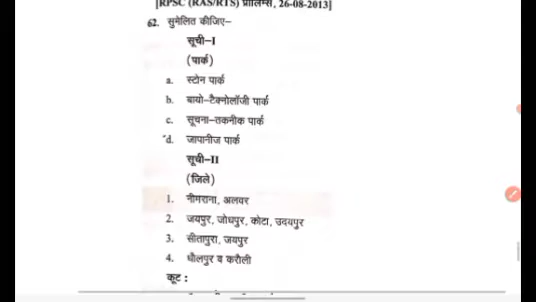 [RPSC (RAS/RTS) प्रीलिम्स, 26-08-2013]
62. सुमेलित कीजिए–
सूची–I
(पार्क)
a. स्टोन पार्क
b. बायो–टैक्नोलॉजी पार्क
c. सूचना–तकनीक पार्क
d. जापानीज पार्क
सूची–II
(जिले)
1. नीमराना, अलवर
2. जयपुर, जोधपुर, कोटा, उदयपुर
3. सीतापुरा, जयपुर
4. धौलपुर व करौली
कूट :